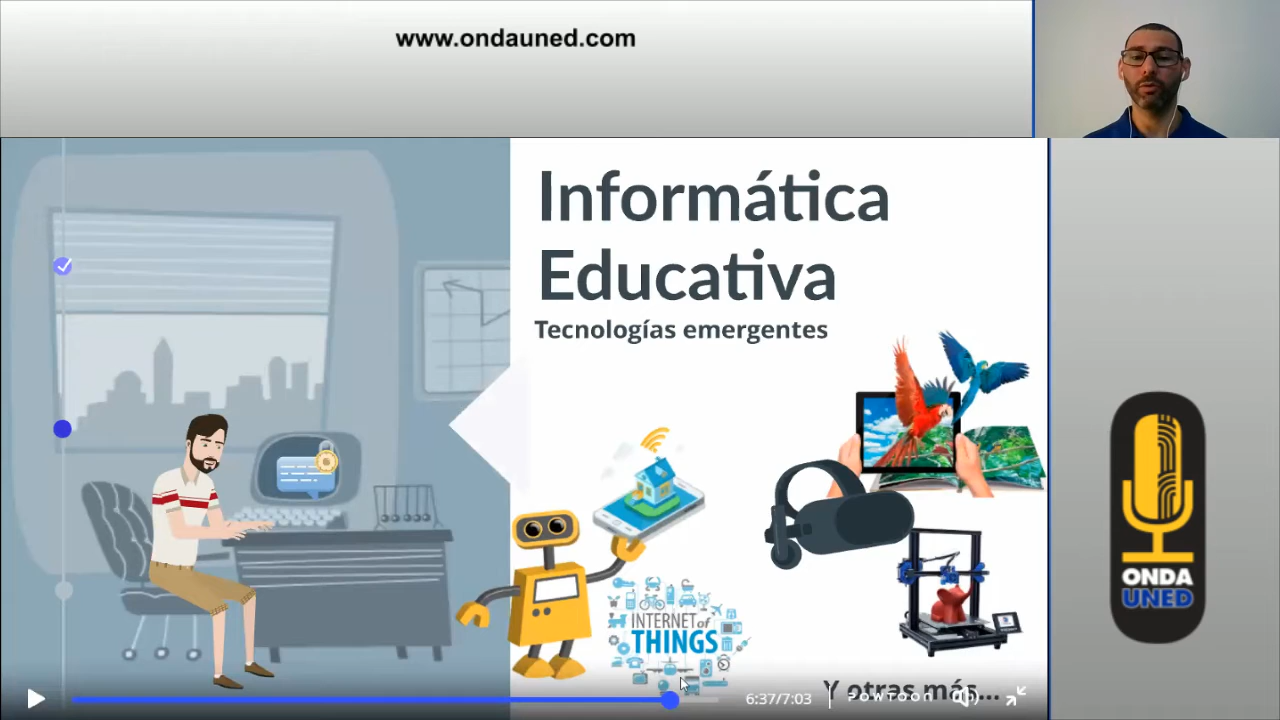 www.ondauned.com
Informática
Educativa
Tecnologías emergentes
INTERNET of
THINGS
ONDA
UNED
Y otras más...
6:37/7:03
POWTOON